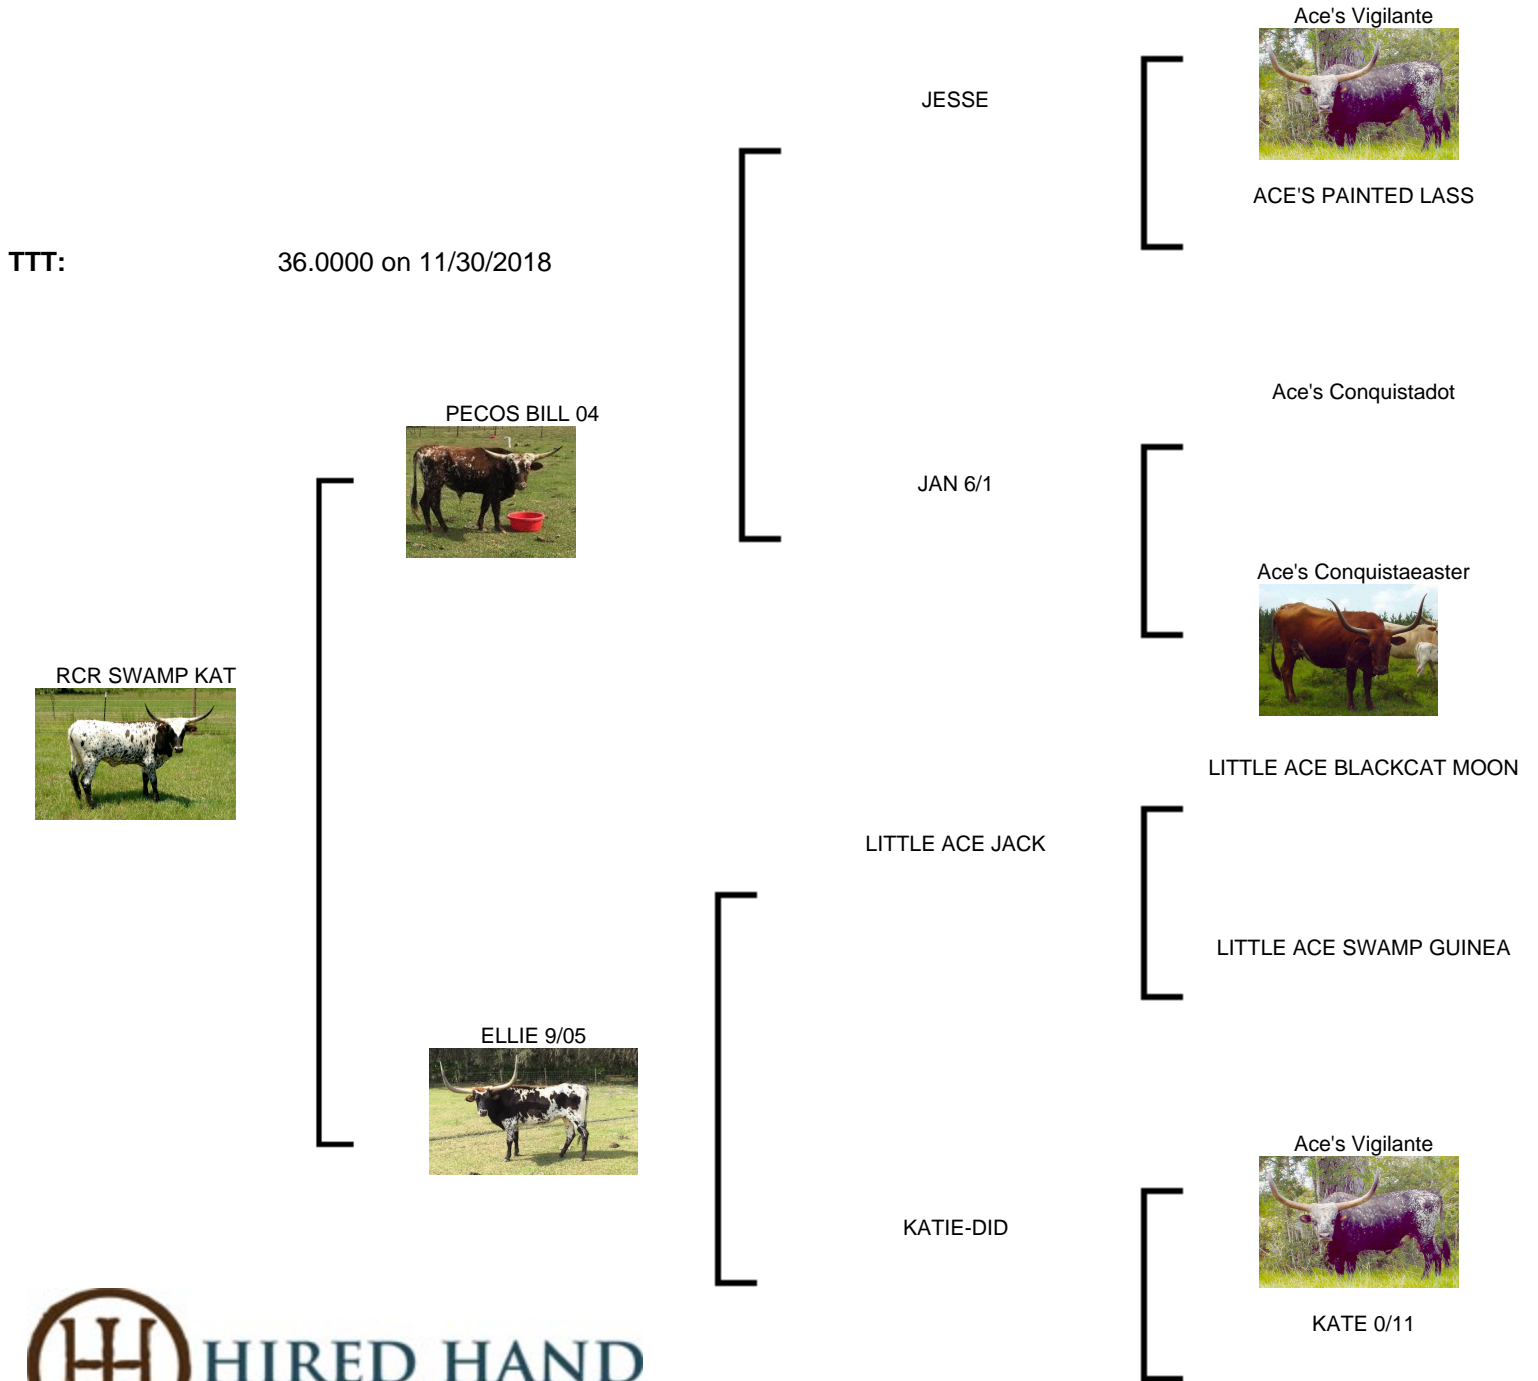 Ace's Vigilante
JESSE
ACE'S PAINTED LASS
TTT: 36.0000 on 11/30/2018
Ace's Conquistadot
PECOS BILL 04
JAN 6/1
Ace's Conquistaeaster
RCR SWAMP KAT
LITTLE ACE BLACKCAT MOON
LITTLE ACE JACK
LITTLE ACE SWAMP GUINEA
ELLIE 9/05
Ace's Vigilante
KATIE-DID
KATE 0/11
HIRED HAND